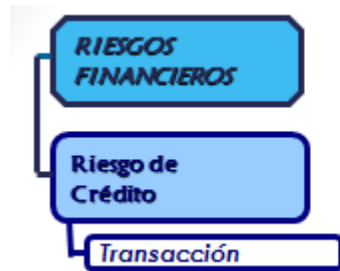 RIESGOS
FINANCIEROS
Riesgo de
Crédito
Transacción